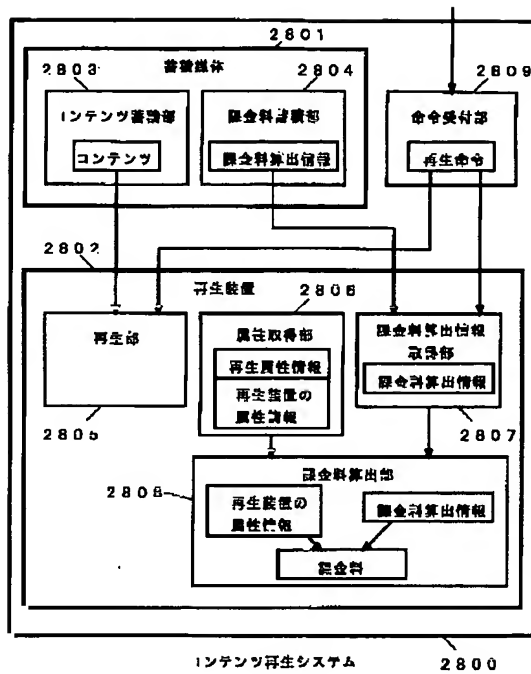 2801
蓄積媒体
2803
2804
2809
コンテンツ蓄積部
コンテンツ
課金料蓄積部
課金料算出情報
命令受付部
再生命令
2802
再生装置
2806
再生部
属性取得部
再生属性情報
再生装置の
属性情報
課金料算出情報
取得部
課金料算出情報
2805
2807
課金料算出部
2808
再生装置の
属性情報
課金料算出情報
課金料
コンテンツ再生システム
2800